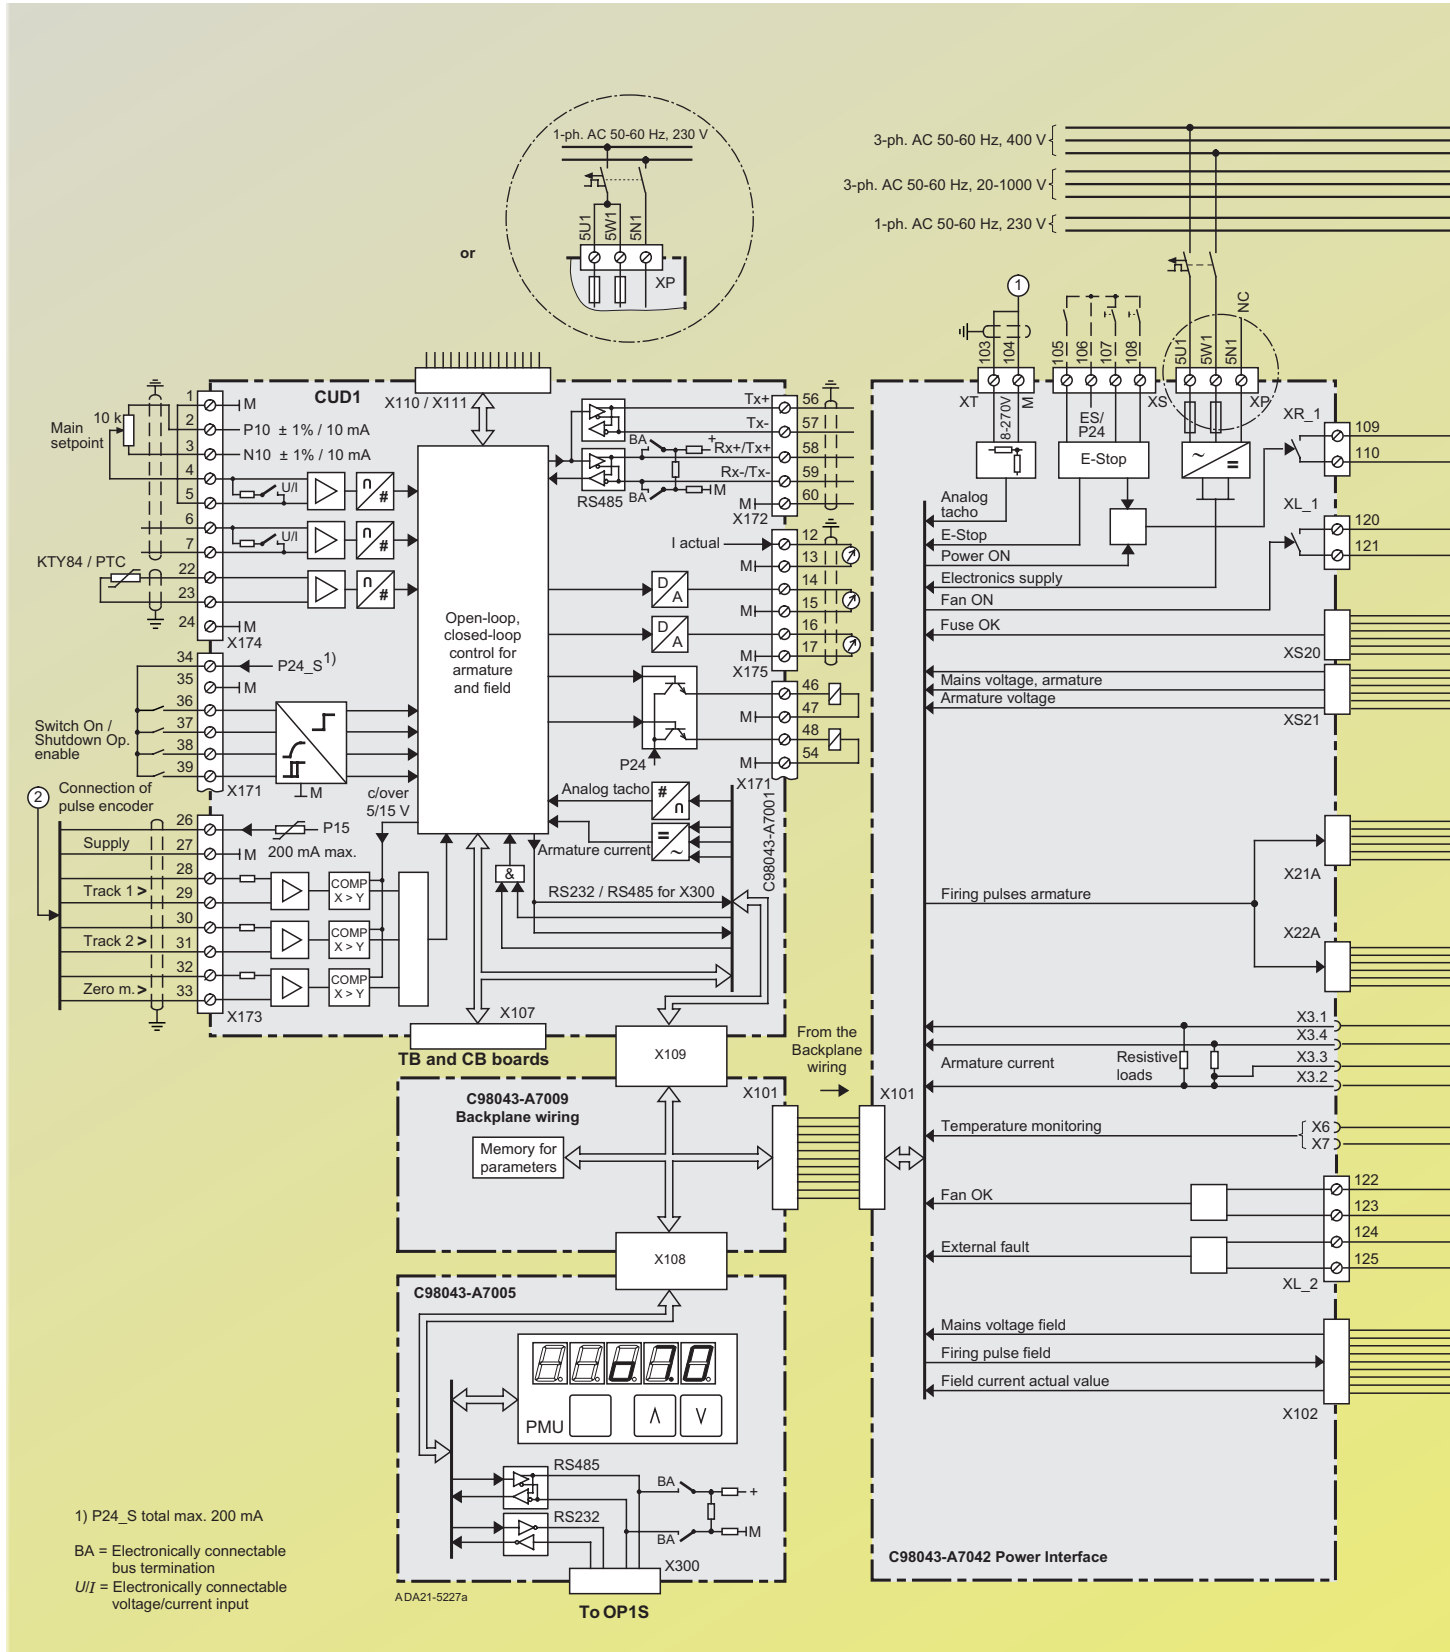 1-ph. AC 50-60 Hz, 230 V
5U1
5W1
5N1
XP
or
3-ph. AC 50-60 Hz, 400 V
3-ph. AC 50-60 Hz, 20-1000 V
1-ph. AC 50-60 Hz, 230 V
NC
1
103
104
105
106
107
108
5U1
5W1
5N1
XT
8-270V
M
ES/
P24
XS
XP
E-Stop
~
=
XR_1
109
110
XL_1
120
121
Analog
tacho
E-Stop
Power ON
Electronics supply
Fan ON
Fuse OK
XS20
Mains voltage, armature
Armature voltage
XS21
X21A
Firing pulses armature
X22A
X3.1
X3.4
X3.3
X3.2
Armature current
Resistive
loads
Temperature monitoring
X6
X7
Fan OK
122
123
External fault
124
125
XL_2
Mains voltage field
Firing pulse field
Field current actual value
X102
C98043-A7042 Power Interface
CUD1
X110 / X111
1
M
10 k
Main
setpoint
2
P10 ± 1% / 10 mA
3
N10 ± 1% / 10 mA
4
U/I
n
#
5
6
U/I
n
#
7
KTY84 / PTC
22
n
#
23
24
M
X174
34
P24_S 1)
35
M
36
Switch On /
Shutdown Op.
enable
37
38
39
X171
M
2
Connection of
pulse encoder
c/over
5/15 V
26
P15
Supply
27
M
200 mA max.
28
Track 1 >
29
COMP
X > Y
30
Track 2 >
31
COMP
X > Y
32
Zero m. >
33
COMP
X > Y
X173
Open-loop,
closed-loop
control for
armature
and field
Tx+
56
Tx-
57
BA
+
Rx+/Tx+
58
Rx-/Tx-
59
RS485
BA
M
M
60
X172
I actual
12
M
13
D
A
14
M
15
D
A
16
M
17
X175
46
M
47
48
P24
M
54
X171
Analog tacho
#
n
Armature current
=
~
C98043-A7001
&
RS232 / RS485 for X300
X107
TB and CB boards
X109
From the
Backplane
wiring
X101
X101
C98043-A7009
Backplane wiring
Memory for
parameters
X108
C98043-A7005
PMU
Λ
V
RS485
RS232
BA
+
BA
M
X300
ADA21-5227a
To OP1S
1) P24_S total max. 200 mA
BA = Electronically connectable
bus termination
U/I = Electronically connectable
voltage/current input